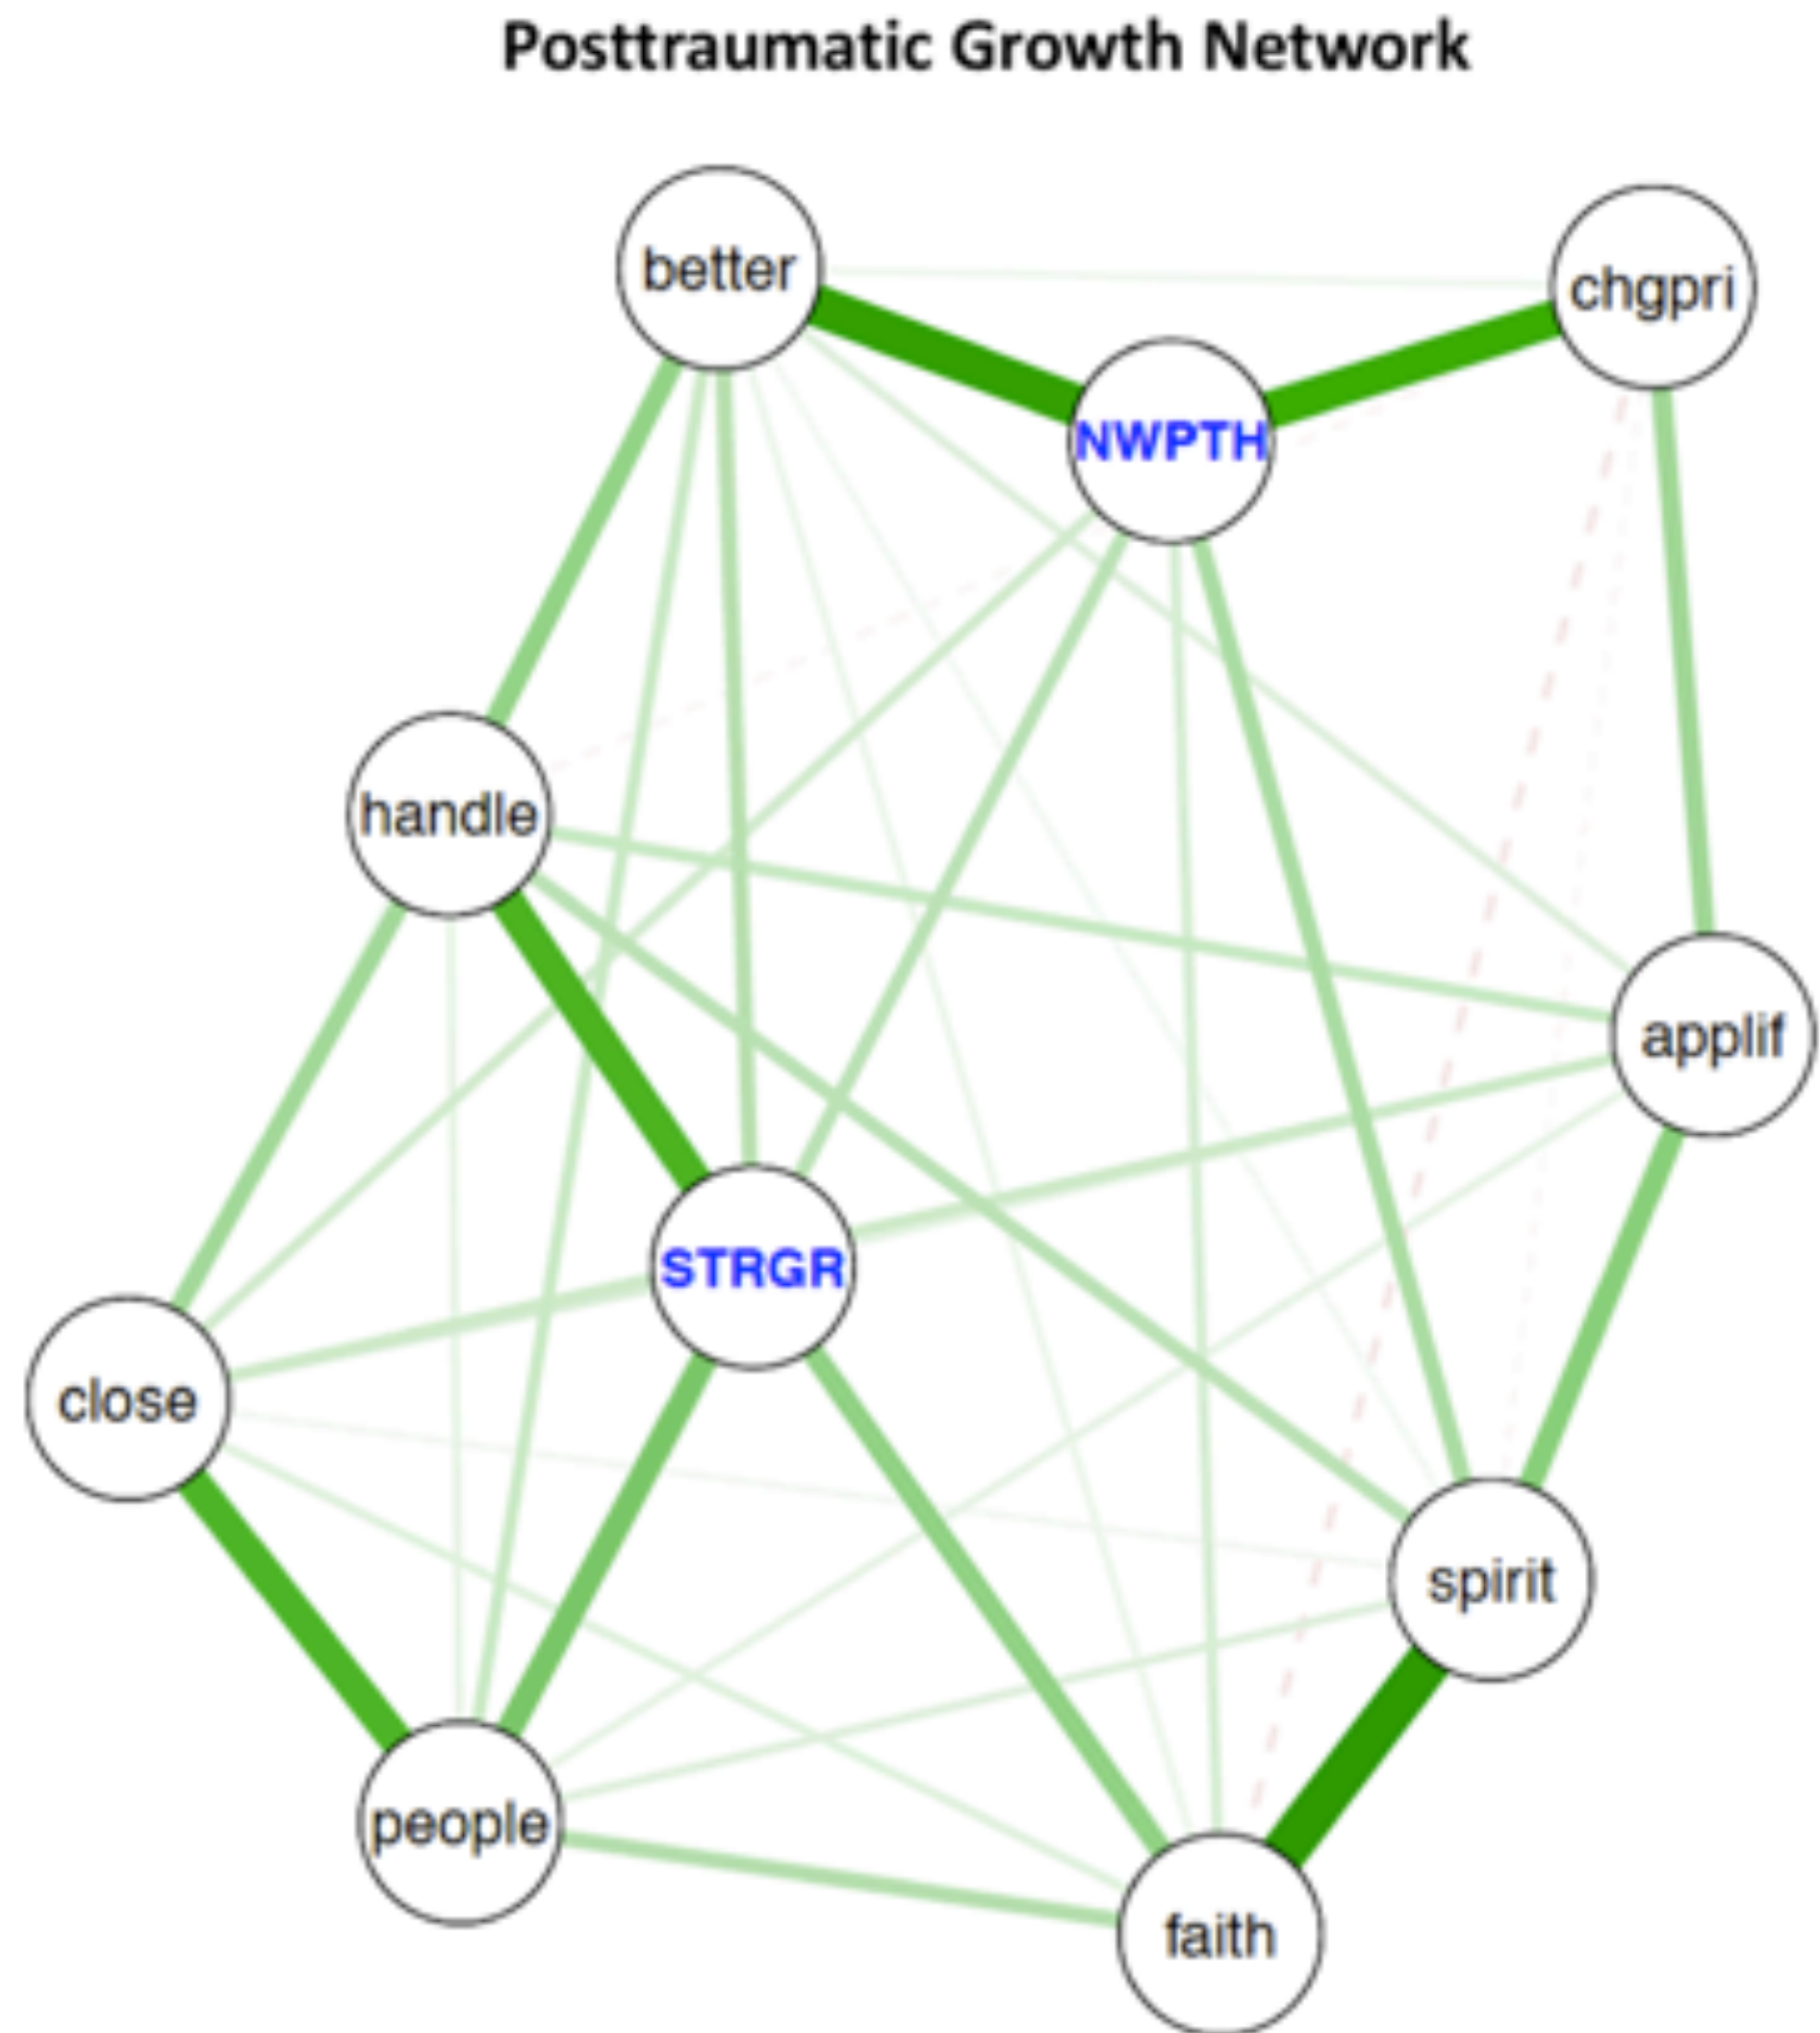 Posttraumatic Growth Network
better
chgpri
NWPTH
handle
applif
STRGR
close
spirit
people
faith